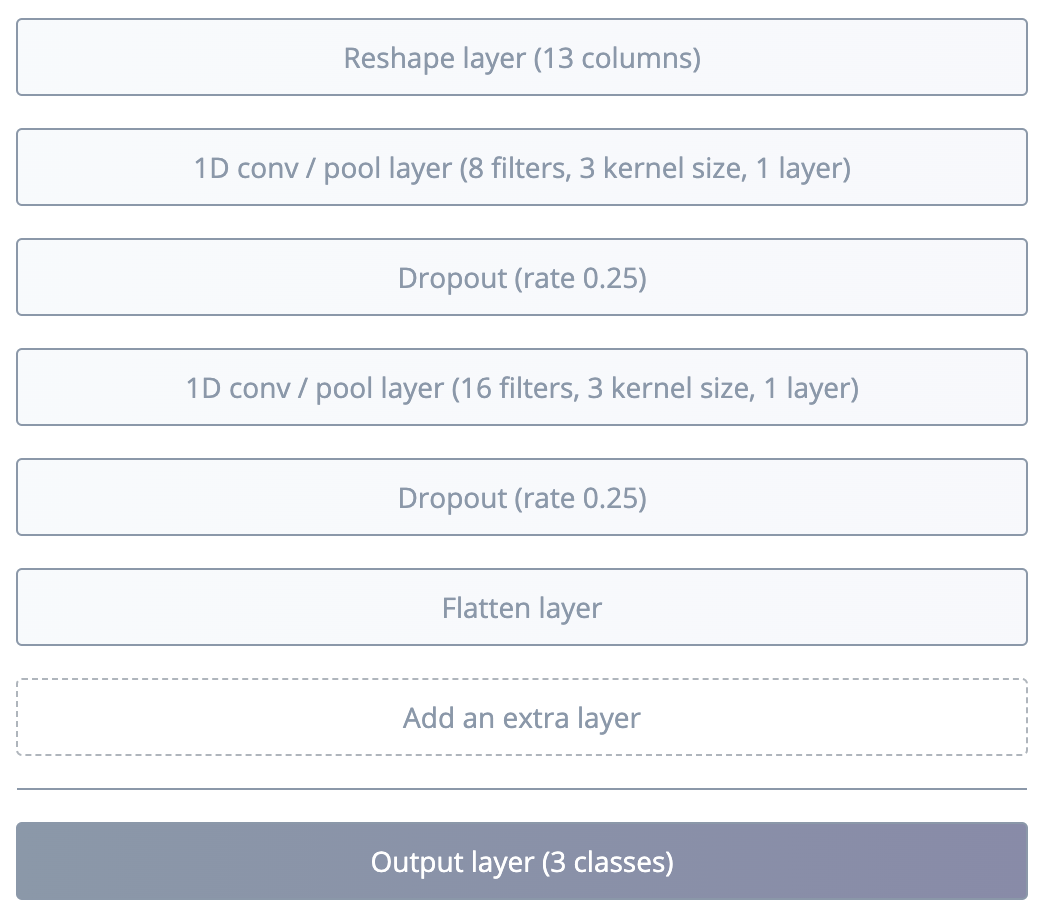 Reshape layer (13 columns)
1D conv / pool layer (8 filters, 3 kernel size, 1 layer)
Dropout (rate 0.25)
1D conv / pool layer (16 filters, 3 kernel size, 1 layer)
Dropout (rate 0.25)
Flatten layer
Add an extra layer
Output layer (3 classes)